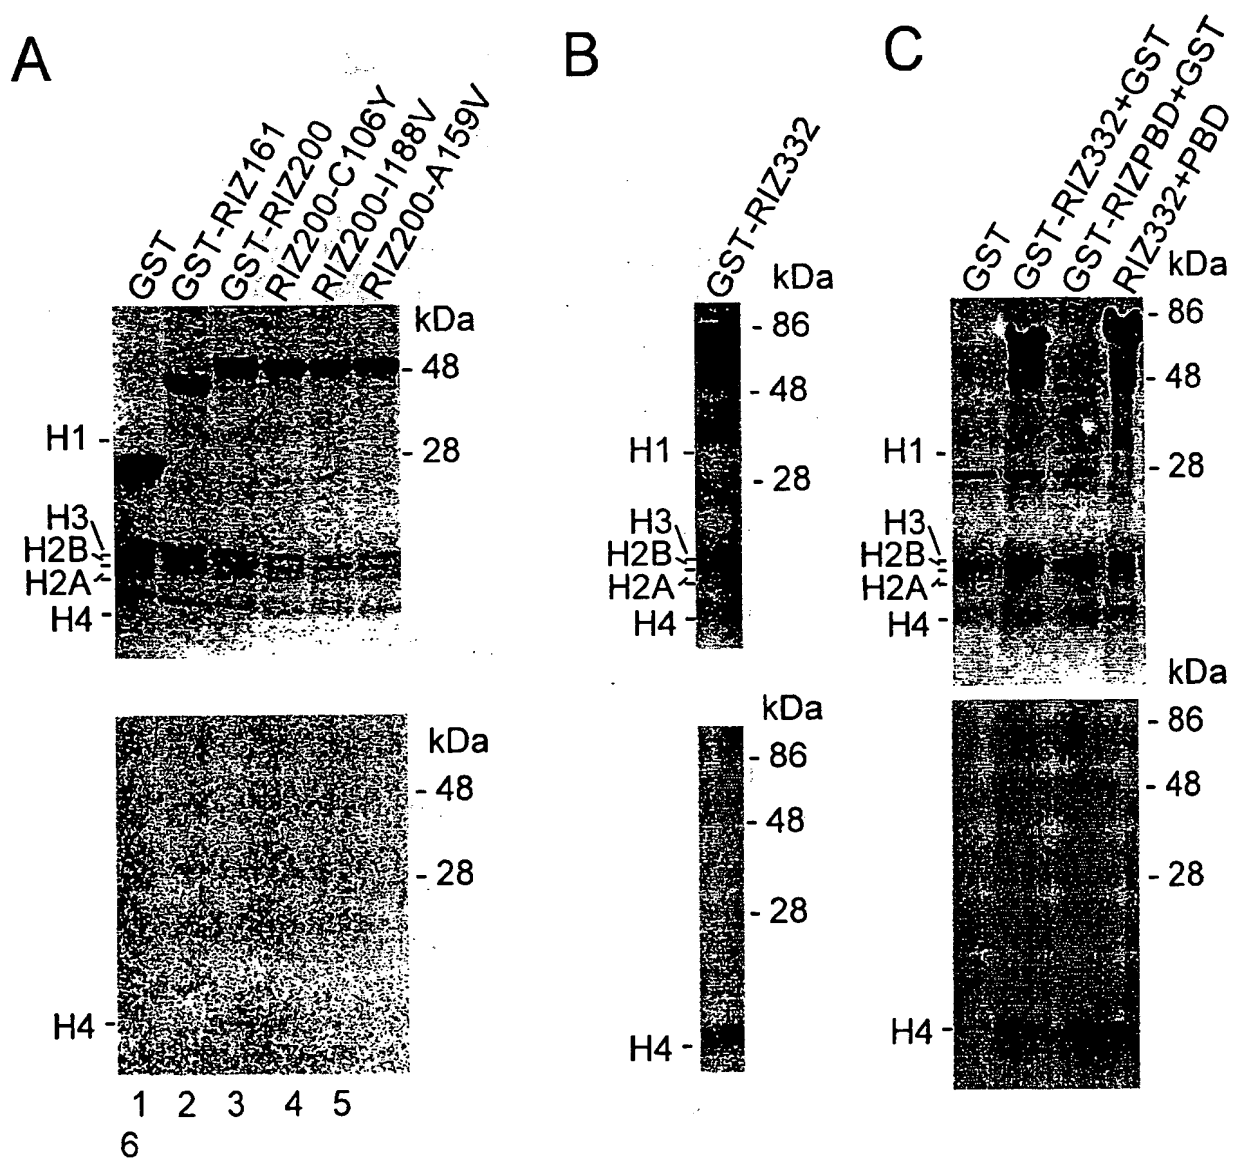 A
GST
GST-RIZ161
GST-RIZ200
RIZ200-C106Y
RIZ200-I188V
RIZ200-A159V
kDa
- 48
- 28
H1 -
H3
H2B
H2A
H4 -
kDa
- 48
- 28
H4 -
1 2 3 4 5
6
B
GST-RIZ332
kDa
- 86
- 48
- 28
H1 -
H3
H2B
H2A
H4 -
kDa
- 86
- 48
- 28
H4 -
C
GST
GST-RIZ332+GST
GST-RIZPBD+GST
RIZ332+PBD
kDa
- 86
- 48
- 28
H1 -
H3
H2B
H2A
H4 -
kDa
- 86
- 48
- 28
H4 -